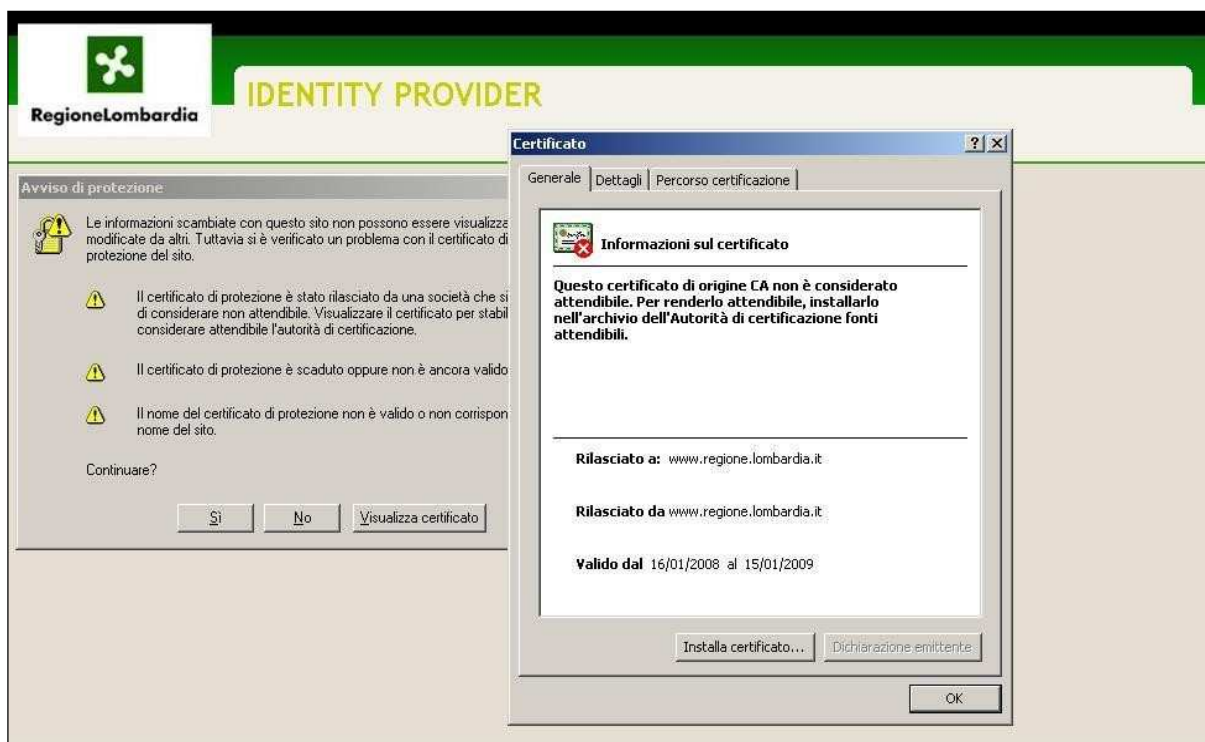 RegioneLombardia
IDENTITY PROVIDER
Avviso di protezione
Le informazioni scambiate con questo sito non possono essere
modificate da altri. Tuttavia si è verificato un problema con il certificato di
protezione del sito.
Il certificato di protezione è stato rilasciato da una società che si
di considerare non attendibile. Visualizzare il certificato per
considerare attendibile l'autorità di certificazione.
Il certificato di protezione è scaduto oppure non è ancora valido
Il nome del certificato di protezione non è valido o non
nome del sito.
Continuare?
Sì No Visualizza certificato
Certificato
Generale Dettagli Percorso certificazione
Informazioni sul certificato
Questo certificato di origine CA non è considerato
attendibile. Per renderlo attendibile, installarlo
nell'archivio dell'Autorità di certificazione fonti
attendibili.
Rilasciato a: www.regione.lombardia.it
Rilasciato da www.regione.lombardia.it
Valido dal 16/01/2008 al 15/01/2009
Installa certificato... Dichiarazione emittente
OK